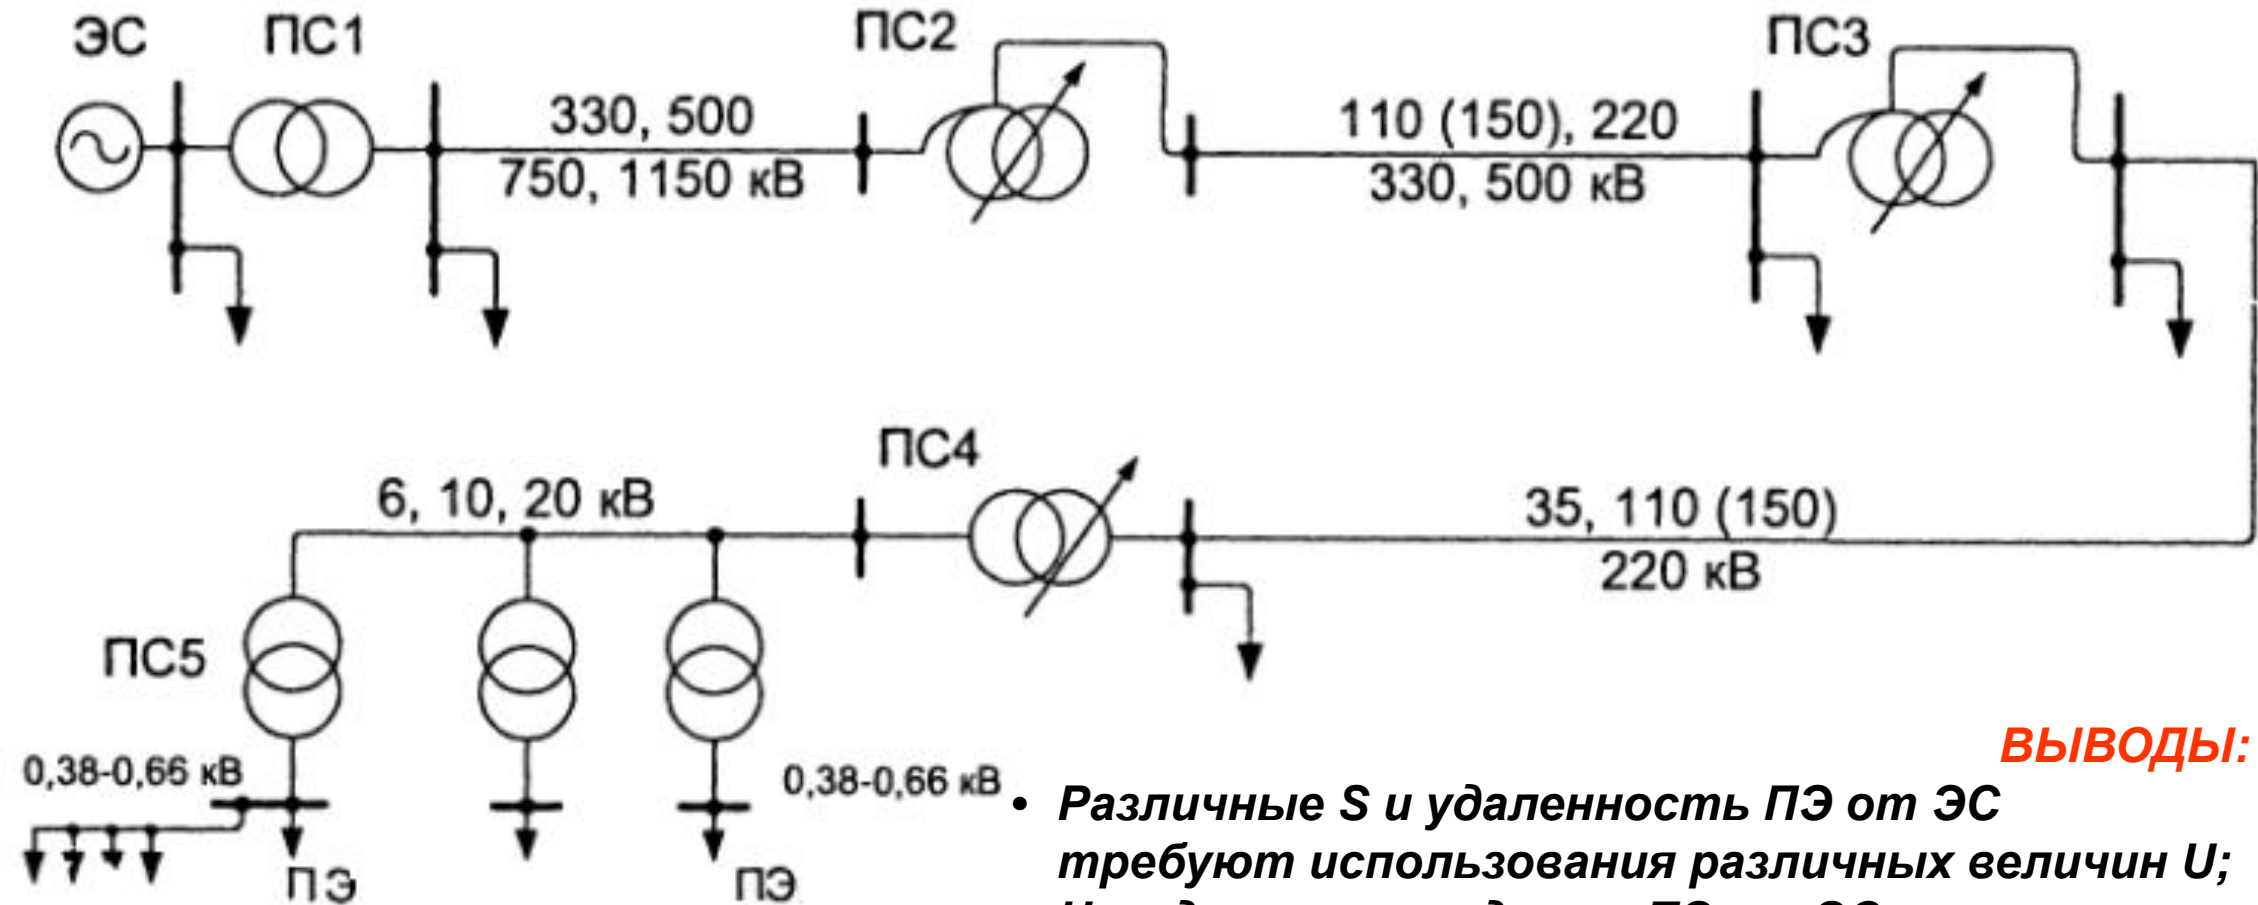 ЭС ПС1 ПС2 ПС3
330, 500
750, 1150 кВ
110 (150), 220
330, 500 кВ
ПС4
6, 10, 20 кВ
35, 110 (150)
220 кВ
ПС5
0,38-0,66 кВ
0,38-0,66 кВ
ПЭ
ПЭ
ВЫВОДЫ:
• Различные S и удаленность ПЭ от ЭС
требуют использования различных величин U;